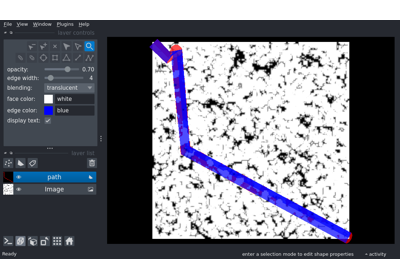 File View Window Plugins Help
layer controls
opacity: 0.70
edge width: 4
blending: translucent
face color: white
edge color: blue
display text:
layer list
path
Image
Ready
enter a selection mode to edit shape properties
activity